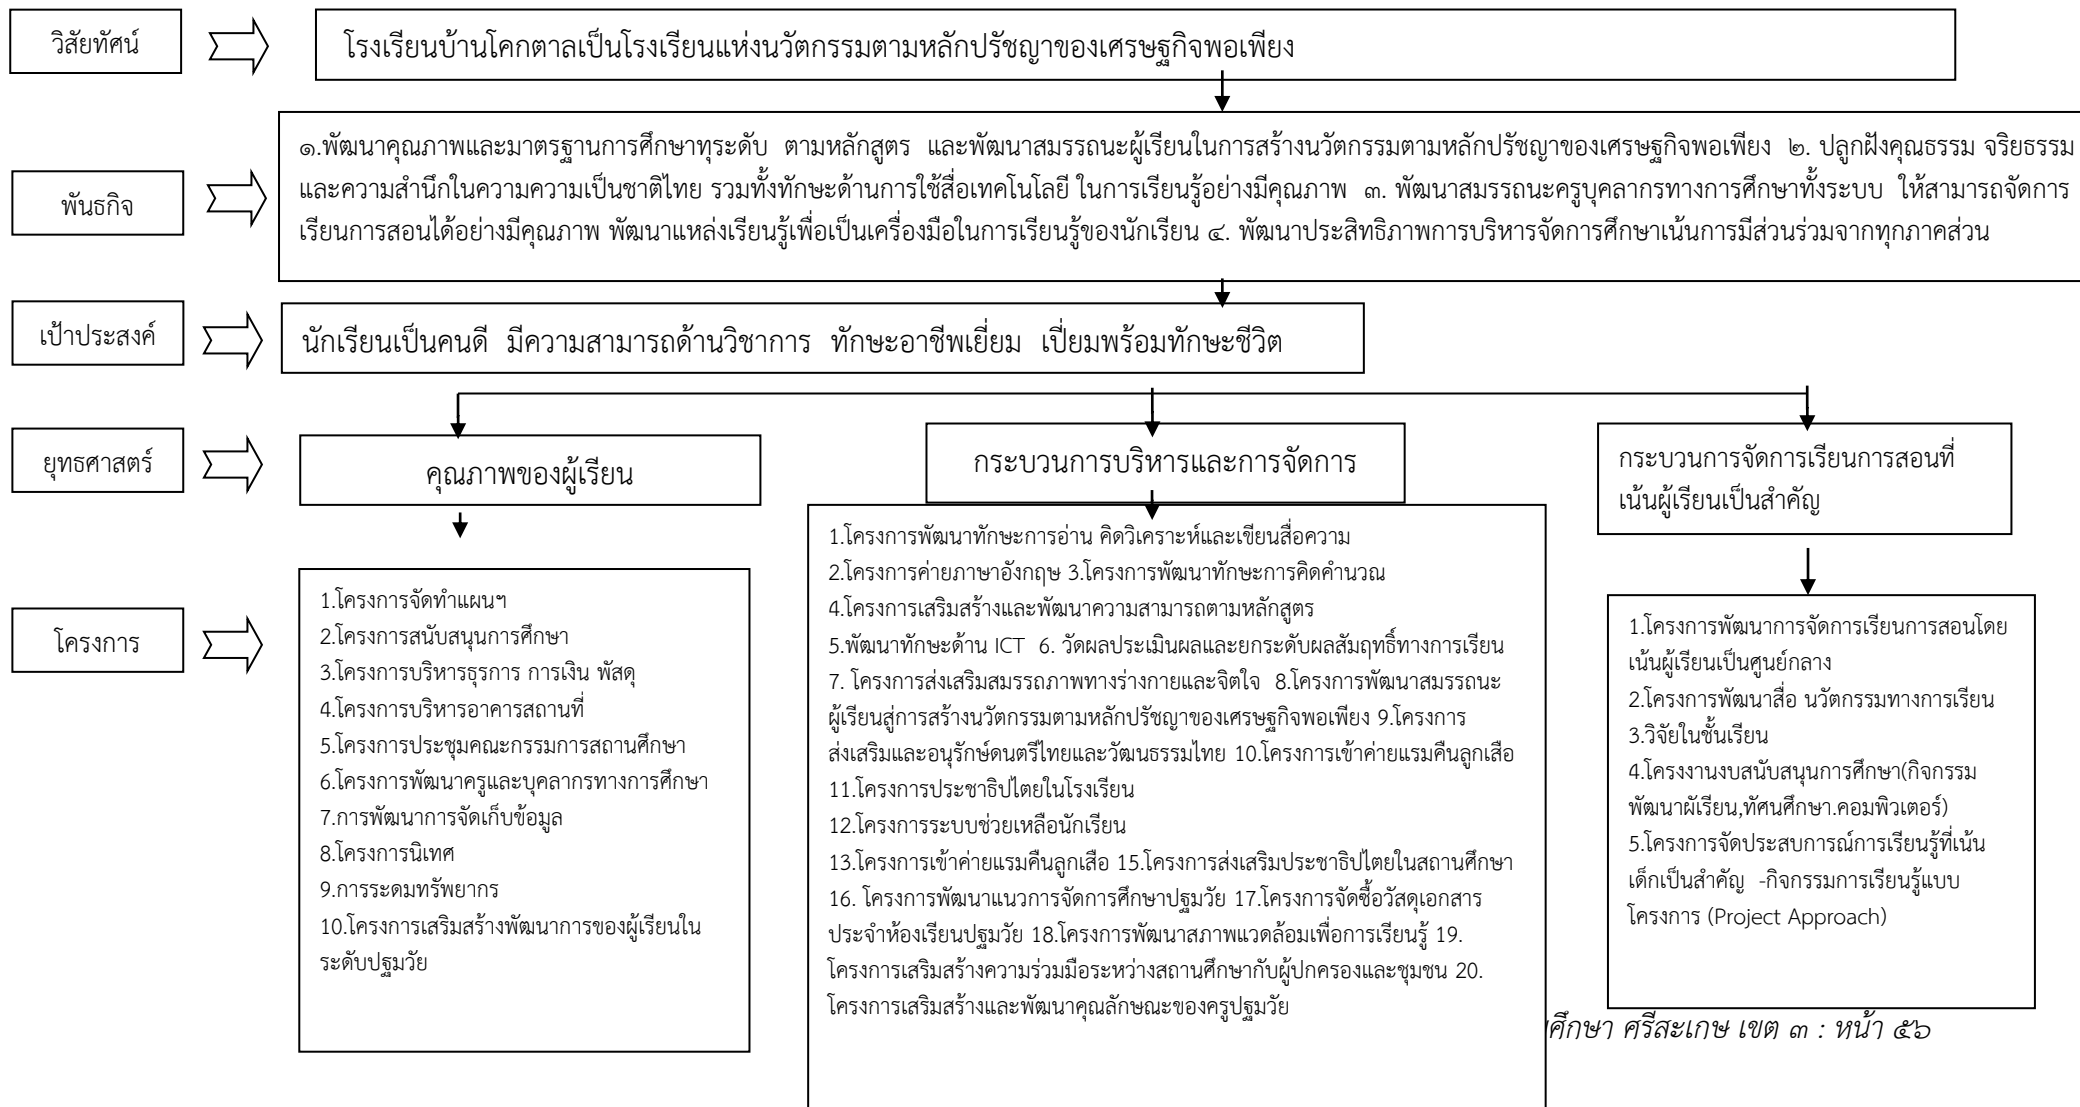 วิสัยทัศน์
โรงเรียนบ้านโคกตาลเป็นโรงเรียนแห่งนวัตกรรมตามหลักปรัชญาของเศรษฐกิจพอเพียง
พันธกิจ
๑.พัฒนาคุณภาพและมาตรฐานการศึกษาทุระดับ ตามหลักสูตร และพัฒนาสมรรถนะผู้เรียนในการสร้างนวัตกรรมตามหลักปรัชญาของเศรษฐกิจพอเพียง ๒. ปลูกฝังคุณธรรม จริยธรรม
และความสำนึกในความความเป็นชาติไทย รวมทั้งทักษะด้านการใช้สื่อเทคโนโลยี ในการเรียนรู้อย่างมีคุณภาพ ๓. พัฒนาสมรรถนะครูบุคลากรทางการศึกษาทั้งระบบ ให้สามารถจัดการ
เรียนการสอนได้อย่างมีคุณภาพ พัฒนาแหล่งเรียนรู้เพื่อเป็นเครื่องมือในการเรียนรู้ของนักเรียน ๔. พัฒนาประสิทธิภาพการบริหารจัดการศึกษาเน้นการมีส่วนร่วมจากทุกภาคส่วน
เป้าประสงค์
นักเรียนเป็นคนดี มีความสามารถด้านวิชาการ ทักษะอาชีพเยี่ยม เปี่ยมพร้อมทักษะชีวิต
ยุทธศาสตร์
คุณภาพของผู้เรียน
กระบวนการบริหารและการจัดการ
กระบวนการจัดการเรียนการสอนที่
เน้นผู้เรียนเป็นสำคัญ
โครงการ
1.โครงการจัดทำแผนฯ
2.โครงการสนับสนุนการศึกษา
3.โครงการบริหารธุรการ การเงิน พัสดุ
4.โครงการบริหารอาคารสถานที่
5.โครงการประชุมคณะกรรมการสถานศึกษา
6.โครงการพัฒนาครูและบุคลากรทางการศึกษา
7.การพัฒนาการจัดเก็บข้อมูล
8.โครงการนิเทศ
9.การระดมทรัพยากร
10.โครงการเสริมสร้างพัฒนาการของผู้เรียนใน
ระดับปฐมวัย
1.โครงการพัฒนาทักษะการอ่าน คิดวิเคราะห์และเขียนสื่อความ
2.โครงการค่ายภาษาอังกฤษ 3.โครงการพัฒนาทักษะการคิดคำนวณ
4.โครงการเสริมสร้างและพัฒนาความสามารถตามหลักสูตร
5.พัฒนาทักษะด้าน ICT 6. วัดผลประเมินผลและยกระดับผลสัมฤทธิ์ทางการเรียน
7. โครงการส่งเสริมสมรรถภาพทางร่างกายและจิตใจ 8.โครงการพัฒนาสมรรถนะ
ผู้เรียนสู่การสร้างนวัตกรรมตามหลักปรัชญาของเศรษฐกิจพอเพียง 9.โครงการ
ส่งเสริมและอนุรักษ์ดนตรีไทยและวัฒนธรรมไทย 10.โครงการเข้าค่ายแรมคืนลูกเสือ
11.โครงการประชาธิปไตยในโรงเรียน
12.โครงการระบบช่วยเหลือนักเรียน
13.โครงการเข้าค่ายแรมคืนลูกเสือ 15.โครงการส่งเสริมประชาธิปไตยในสถานศึกษา
16. โครงการพัฒนาแนวการจัดการศึกษาปฐมวัย 17.โครงการจัดซื้อวัสดุเอกสาร
ประจำห้องเรียนปฐมวัย 18.โครงการพัฒนาสภาพแวดล้อมเพื่อการเรียนรู้ 19.
โครงการเสริมสร้างความร่วมมือระหว่างสถานศึกษากับผู้ปกครองและชุมชน 20.
โครงการเสริมสร้างและพัฒนาคุณลักษณะของครูปฐมวัย
1.โครงการพัฒนาการจัดการเรียนการสอนโดย
เน้นผู้เรียนเป็นศูนย์กลาง
2.โครงการพัฒนาสื่อ นวัตกรรมทางการเรียน
3.วิจัยในชั้นเรียน
4.โครงงานงบสนับสนุนการศึกษา(กิจกรรม
พัฒนาผัเรียน,ทัศนศึกษา.คอมพิวเตอร์)
5.โครงการจัดประสบการณ์การเรียนรู้ที่เน้น
เด็กเป็นสำคัญ -กิจกรรมการเรียนรู้แบบ
โครงการ (Project Approach)
ศึกษา ศรีสะเกษ เขต ๓ : หน้า ๕๖